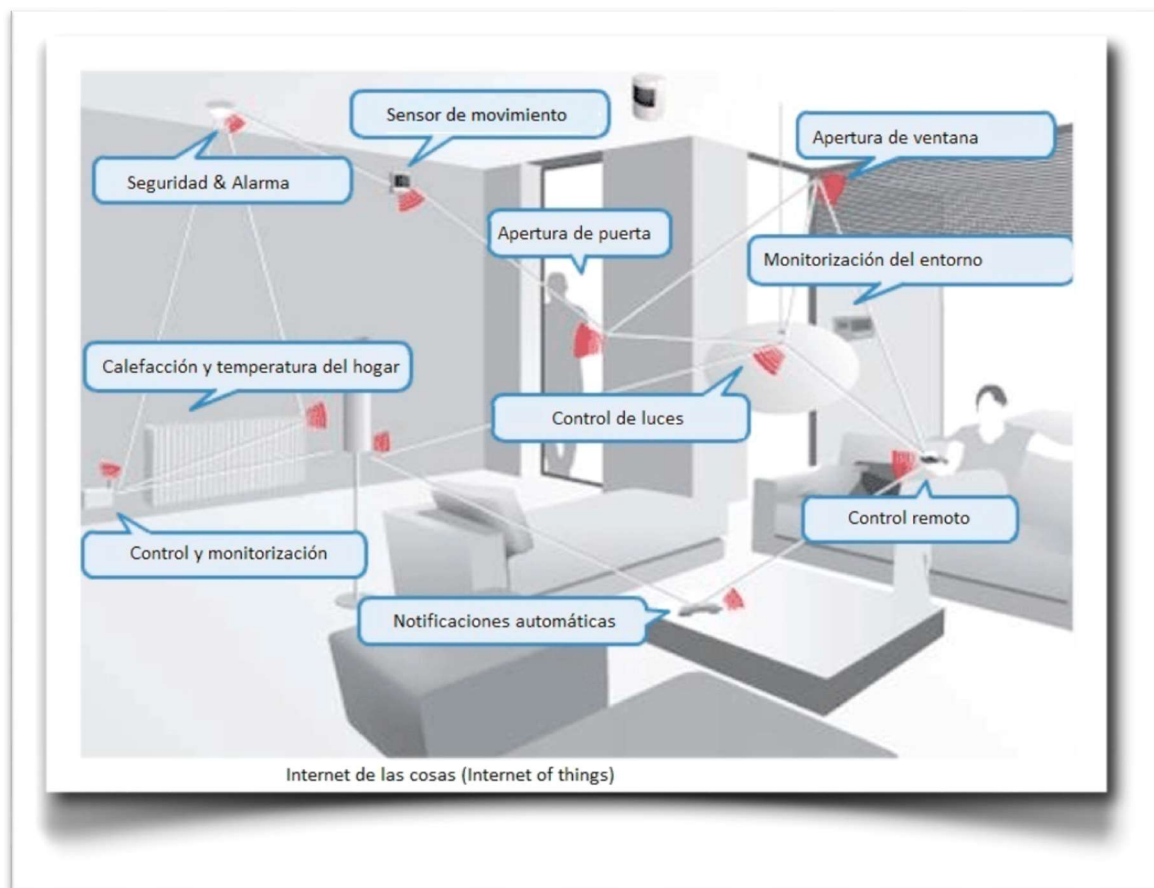 Sensor de movimiento
Apertura de ventana
Seguridad & Alarma
Apertura de puerta
Monitorización del entorno
Calefacción y temperatura del hogar
Control de luces
Control remoto
Control y monitorización
Notificaciones automáticas
Internet de las cosas (Internet of things)